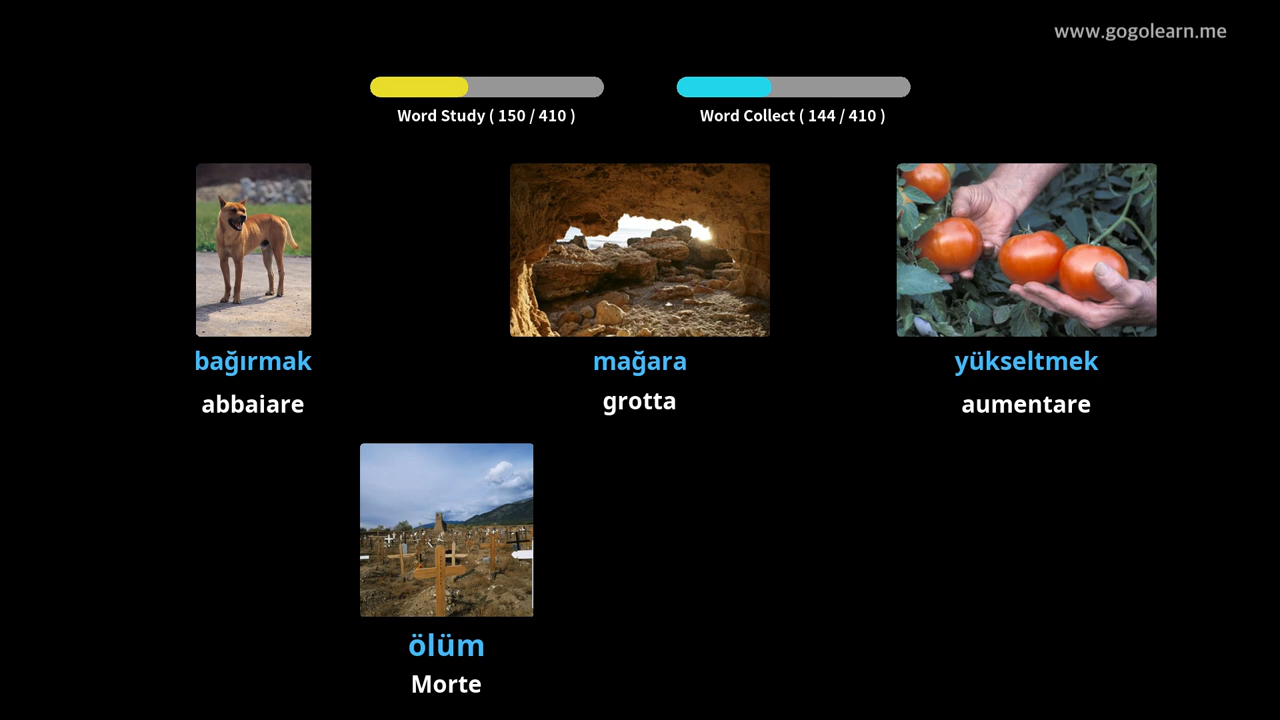 www.gogolearn.me
Word Study ( 150 / 410 )
Word Collect ( 144 / 410 )
bağırmak
abbaiare
mağara
grotta
yükseltmek
aumentare
ölüm
Morte